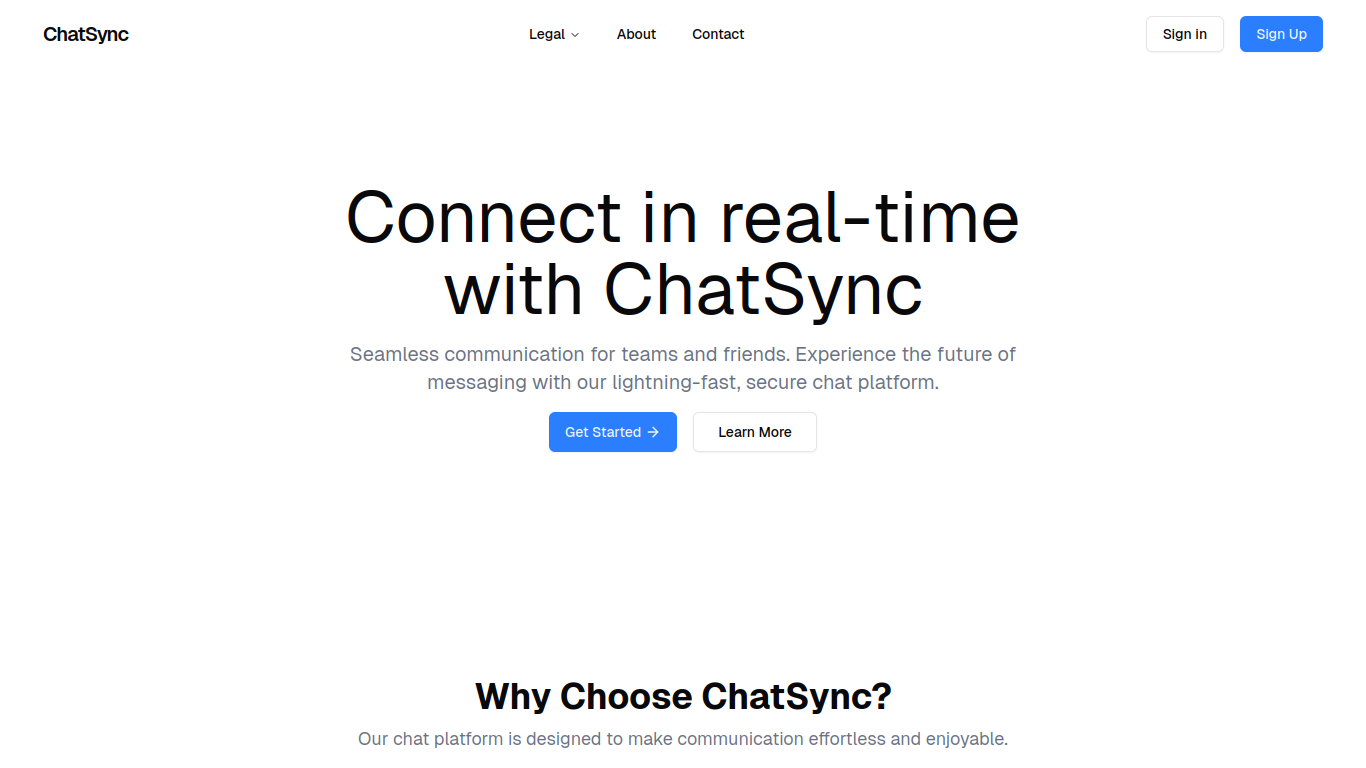 ChatSync
Legal
About
Contact
Sign in
Sign Up
Connect in real-time
with ChatSync
Seamless communication for teams and friends. Experience the future of
messaging with our lightning-fast, secure chat platform.
Get Started
Learn More
Why Choose ChatSync?
Our chat platform is designed to make communication effortless and enjoyable.